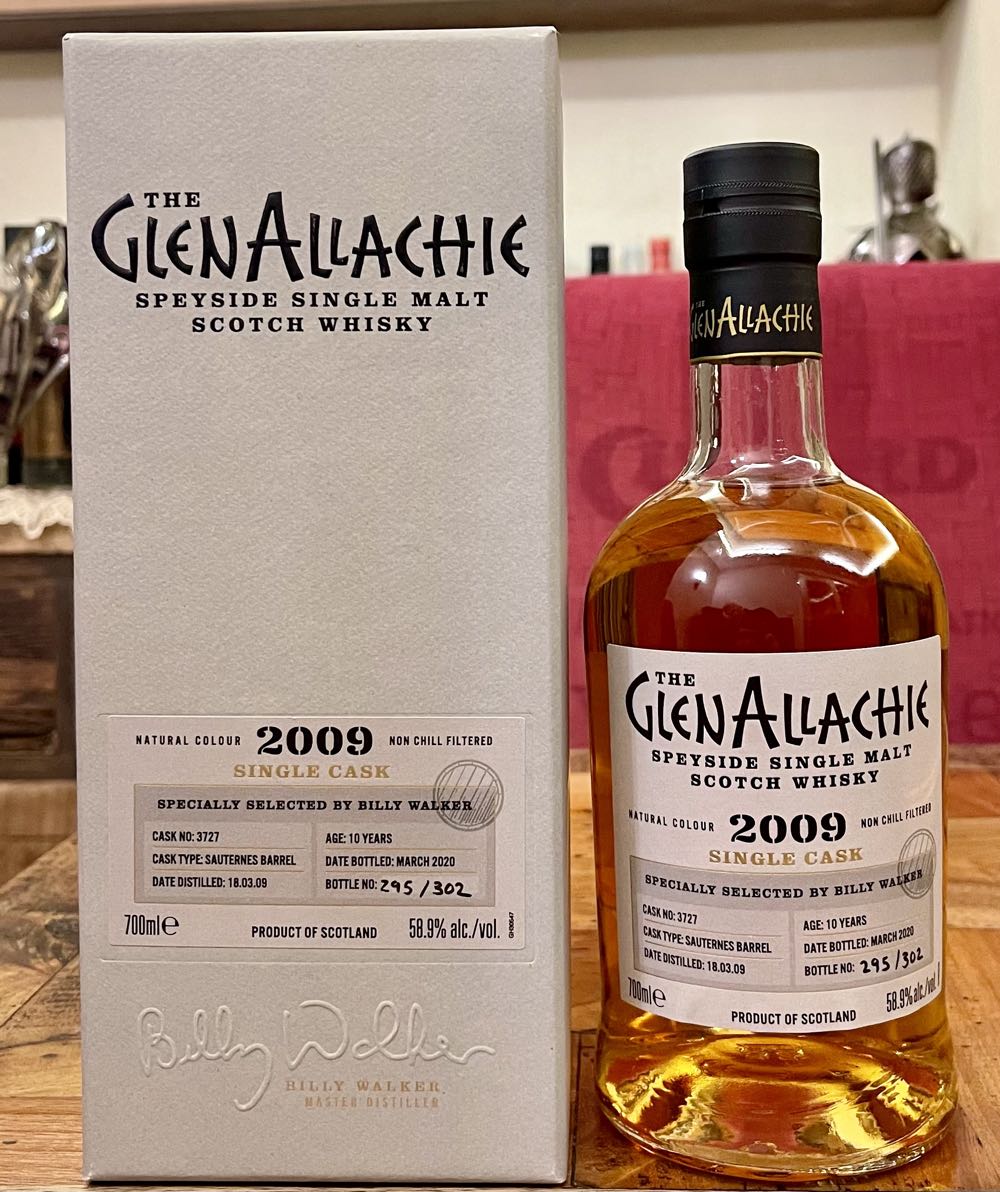 THE
GLENALLACHIE
SPEYSIDE SINGLE MALT
SCOTCH WHISKY
NATURAL COLOUR 2009 NON CHILL FILTERED
SINGLE CASK
SPECIALLY SELECTED BY BILLY WALKER
CASK NO: 3727
CASK TYPE: SAUTERNES BARREL
DATE DISTILLED: 18.03.09
AGE: 10 YEARS
DATE BOTTLED: MARCH 2020
BOTTLE NO: 295/302
700ml e PRODUCT OF SCOTLAND 58.9% alc./vol.
Billy Walker
BILLY WALKER
MASTER DISTILLER
THE
GLENALLACHIE
THE
GLENALLACHIE
SPEYSIDE SINGLE MALT
SCOTCH WHISKY
NATURAL COLOUR 2009 NON CHILL FILTERED
SINGLE CASK
SPECIALLY SELECTED BY BILLY WALKER
CASK NO: 3727
CASK TYPE: SAUTERNES BARREL
DATE DISTILLED: 18.03.09
AGE: 10 YEARS
DATE BOTTLED: MARCH 2020
BOTTLE NO: 295/302
700ml e PRODUCT OF SCOTLAND 58.9% alc./vol.